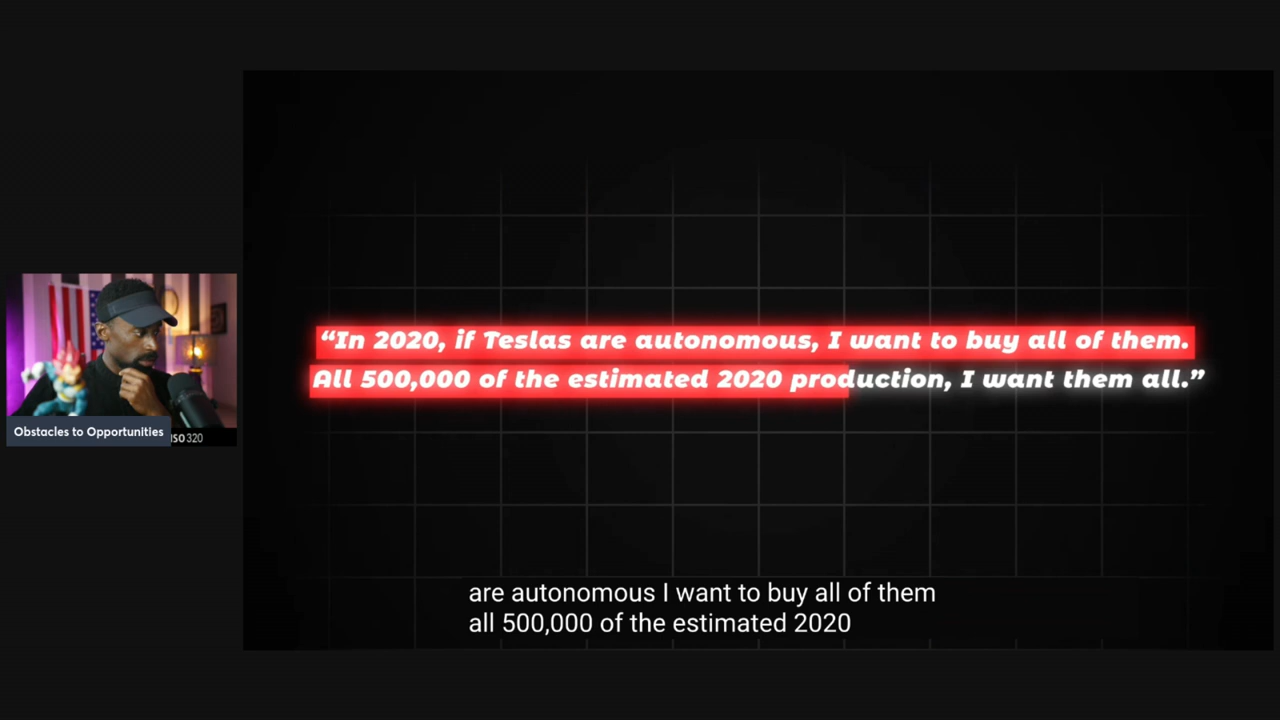 “In 2020, if Teslas are autonomous, I want to buy all of them.
All 500,000 of the estimated 2020 production, I want them all.”
Obstacles to Opportunities
ISO 320
are autonomous I want to buy all of them
all 500,000 of the estimated 2020